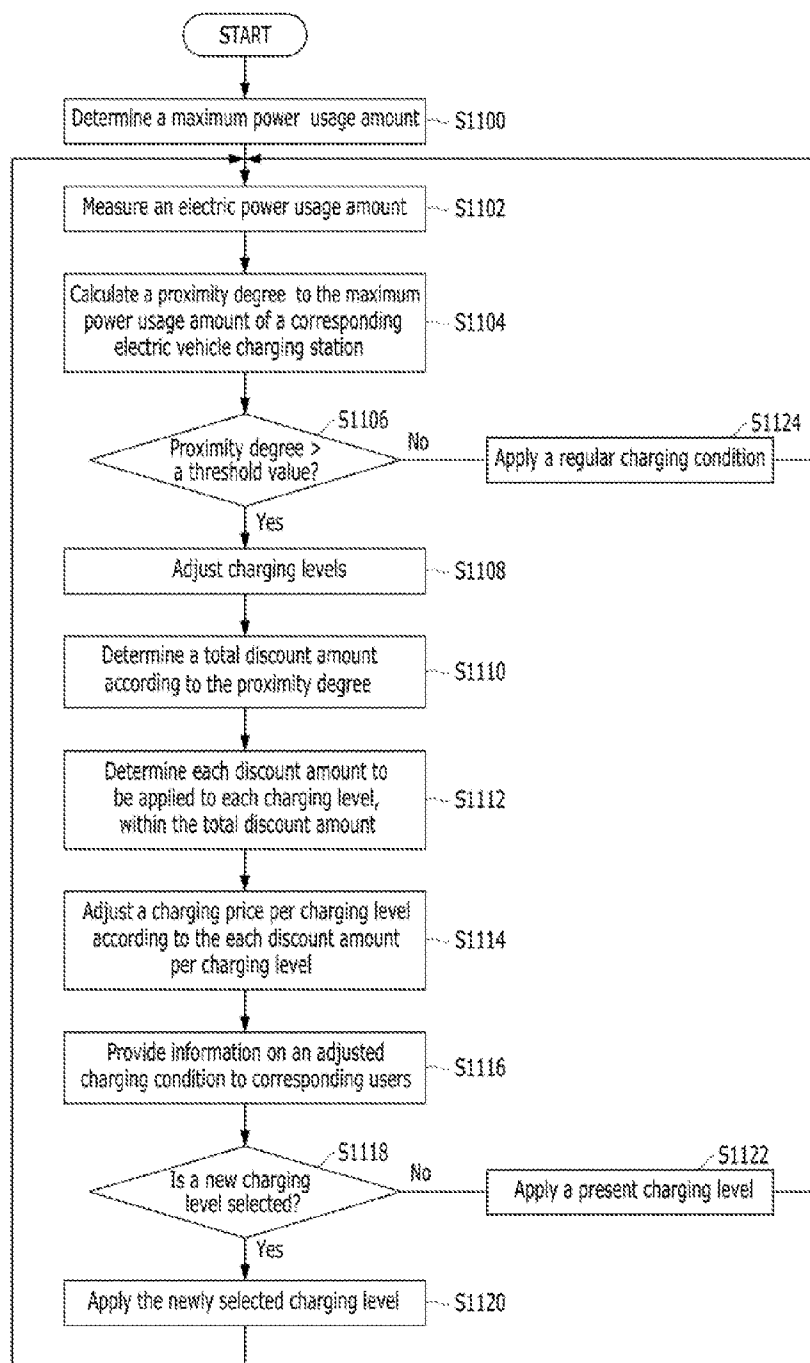 START
Determine a maximum power usage amount
S1100
Measure an electric power usage amount
S1102
Calculate a proximity degree to the maximum
power usage amount of a corresponding
electric vehicle charging station
S1104
S1106
Proximity degree >
a threshold value?
No
S1124
Apply a regular charging condition
Yes
Adjust charging levels
S1108
Determine a total discount amount
according to the proximity degree
S1110
Determine each discount amount to
be applied to each charging level,
within the total discount amount
S1112
Adjust a charging price per charging level
according to the each discount amount
per charging level
S1114
Provide information on an adjusted
charging condition to corresponding users
S1116
S1118
Is a new charging
level selected?
No
S1122
Apply a present charging level
Yes
Apply the newly selected charging level
S1120